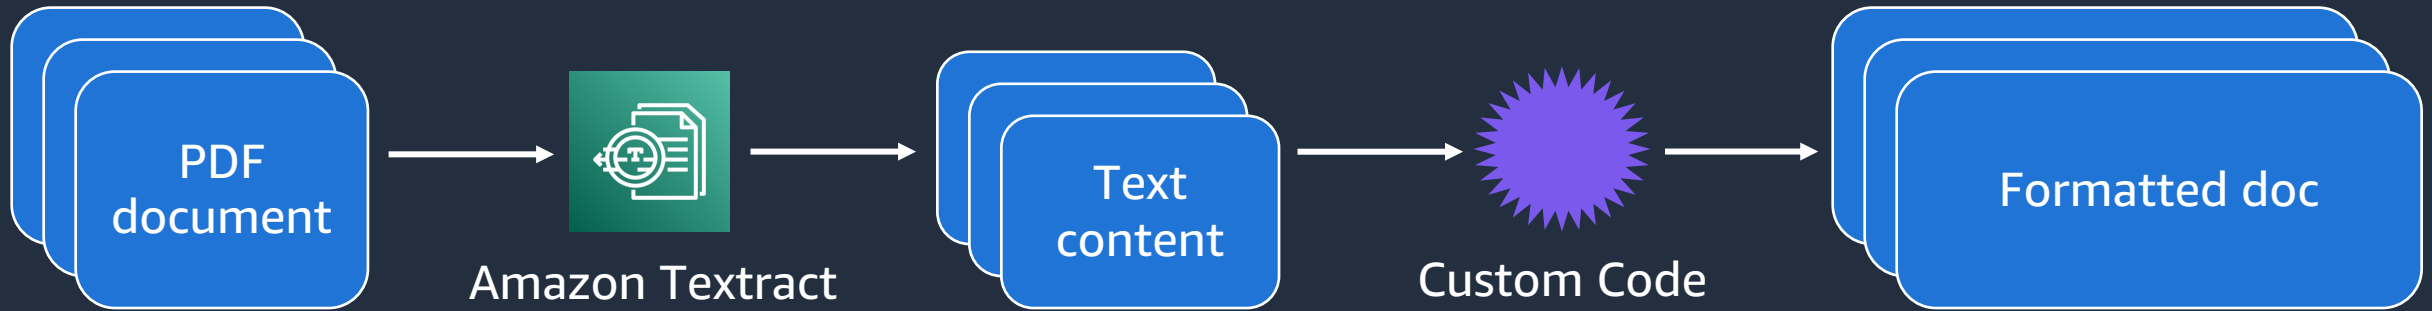 PDF
document
Amazon Textract
Text
content
Custom Code
Formatted doc